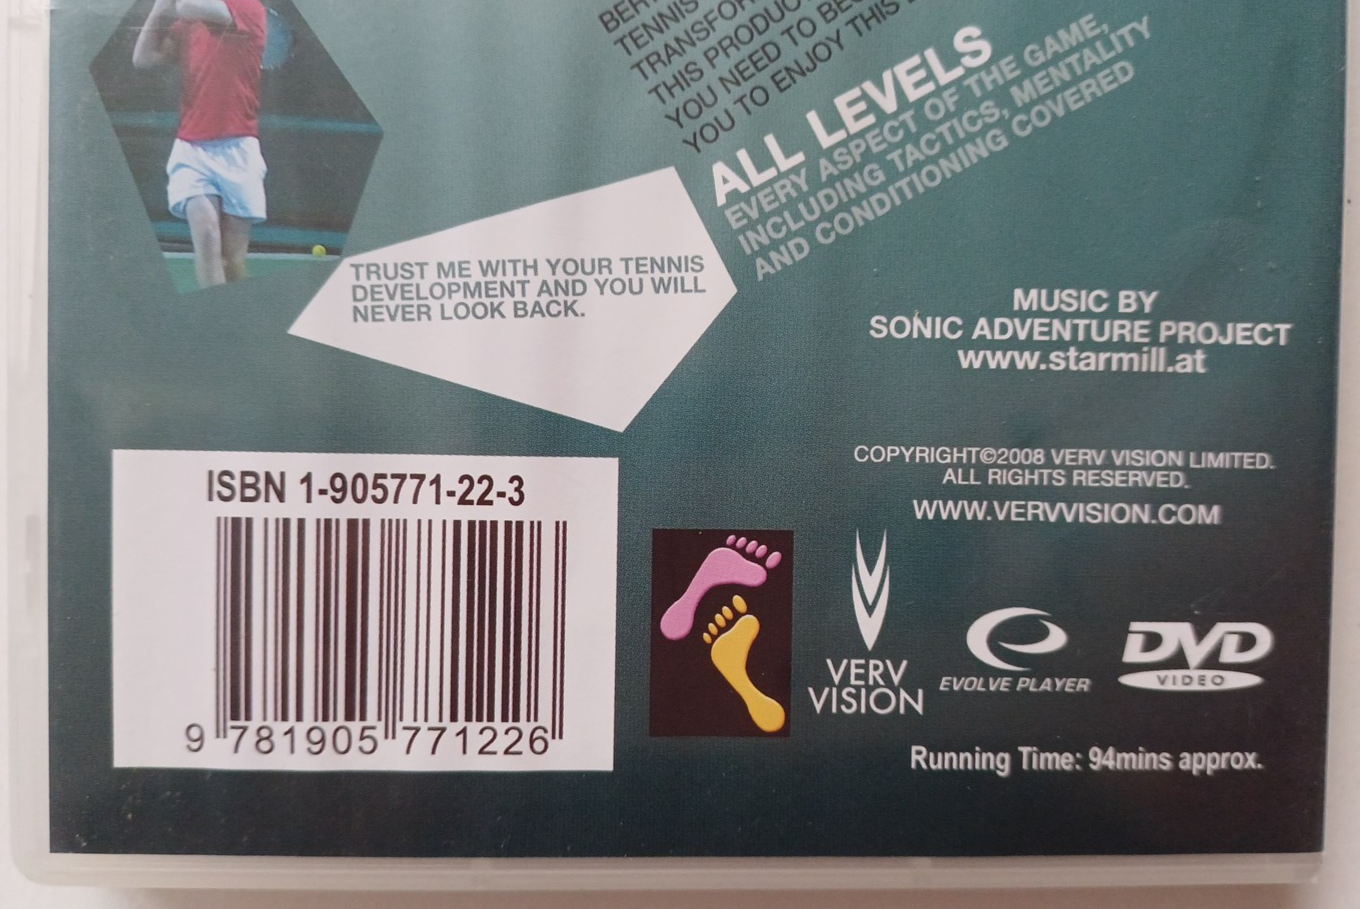 TENNIS
THIS PRODUCT
YOU NEED TO
YOU TO ENJOY THIS
ALL LEVELS
EVERY ASPECT OF THE GAME,
INCLUDING TACTICS, MENTALITY
AND CONDITIONING COVERED
TRUST ME WITH YOUR TENNIS
DEVELOPMENT AND YOU WILL
NEVER LOOK BACK.
MUSIC BY
SONIC ADVENTURE PROJECT
www.starmill.at
COPYRIGHT©2008 VERV VISION LIMITED.
ALL RIGHTS RESERVED.
WWW.VERVVISION.COM
ISBN 1-905771-22-3
9 781905 771226
VERV
VISION
EVOLVE PLAYER
DVD
VIDEO
Running Time: 94mins approx.